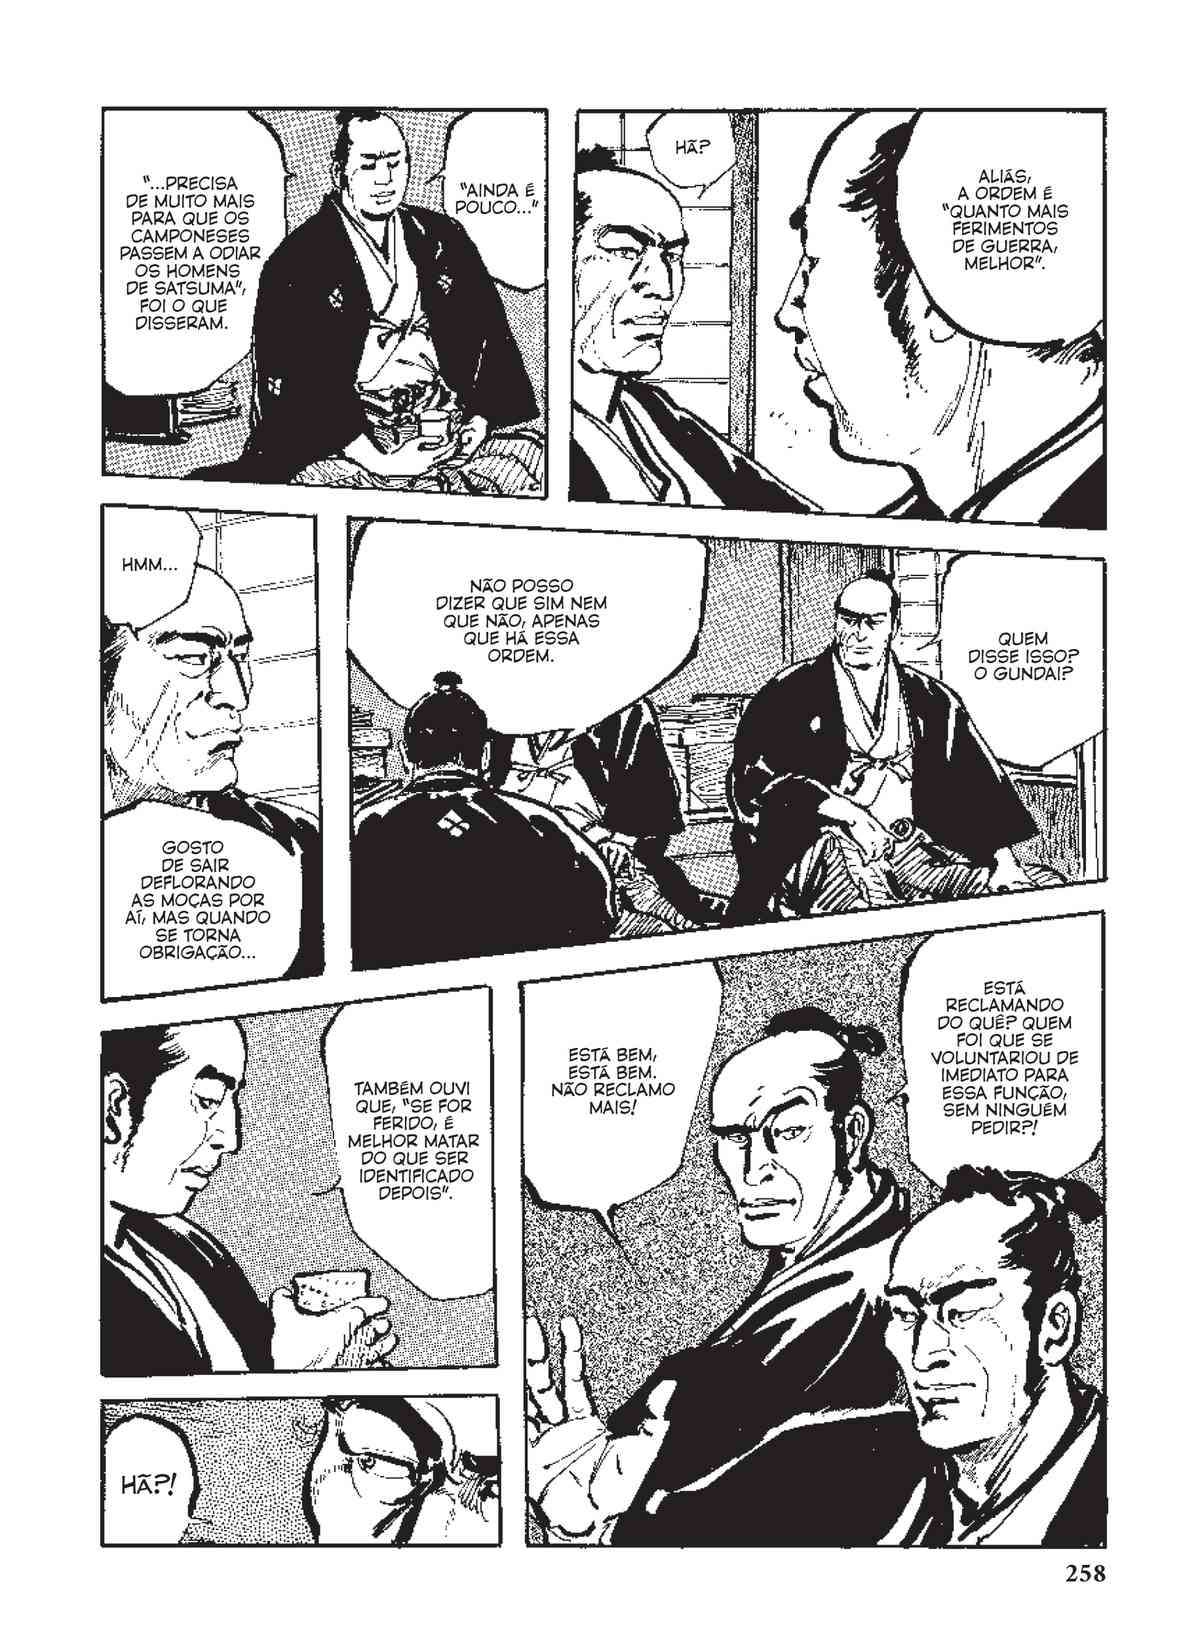 ALIÁS,
A ORDEM É
"QUANTO MAIS
FERIMENTOS
DE GUERRA,
MELHOR".
HÃ?
"AINDA É
POUCO..."
"...PRECISA
DE MUITO MAIS
PARA QUE OS
CAMPONESES
PASSEM A ODIAR
OS HOMENS
DE SATSUMA",
FOI O QUE
DISSERAM.
QUEM
DISSE ISSO?
O GUNDAI?
NÃO POSSO
DIZER QUE SIM NEM
QUE NÃO, APENAS
QUE HÁ ESSA
ORDEM.
HMM...
GOSTO
DE SAIR
DEFLORANDO
AS MOÇAS POR
AÍ, MAS QUANDO
SE TORNA
OBRIGAÇÃO...
ESTÁ
RECLAMANDO
DO QUÊ? QUEM
FOI QUE SE
VOLUNTARIOU DE
IMEDIATO PARA
ESSA FUNÇÃO,
SEM NINGUÉM
PEDIR?!
ESTÁ BEM,
ESTÁ BEM.
NÃO RECLAMO
MAIS!
TAMBÉM OUVI
QUE, "SE FOR
FERIDO, É
MELHOR MATAR
DO QUE SER
IDENTIFICADO
DEPOIS".
HÃ?!
258